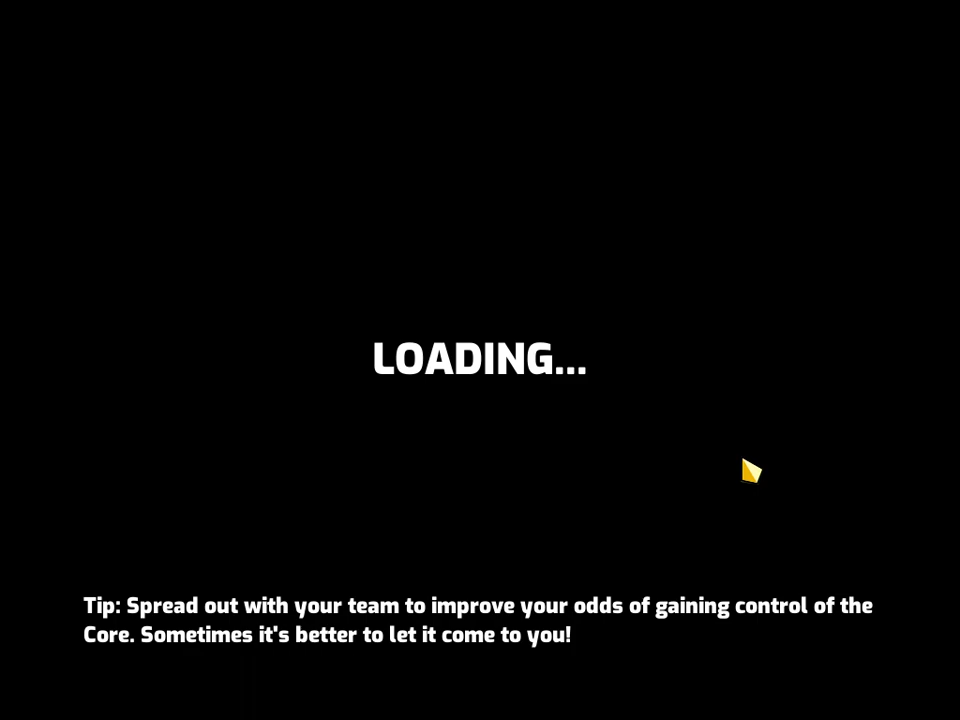 LOADING...
Tip: Spread out with your team to improve your odds of gaining control of the
Core. Sometimes it's better to let it come to you!